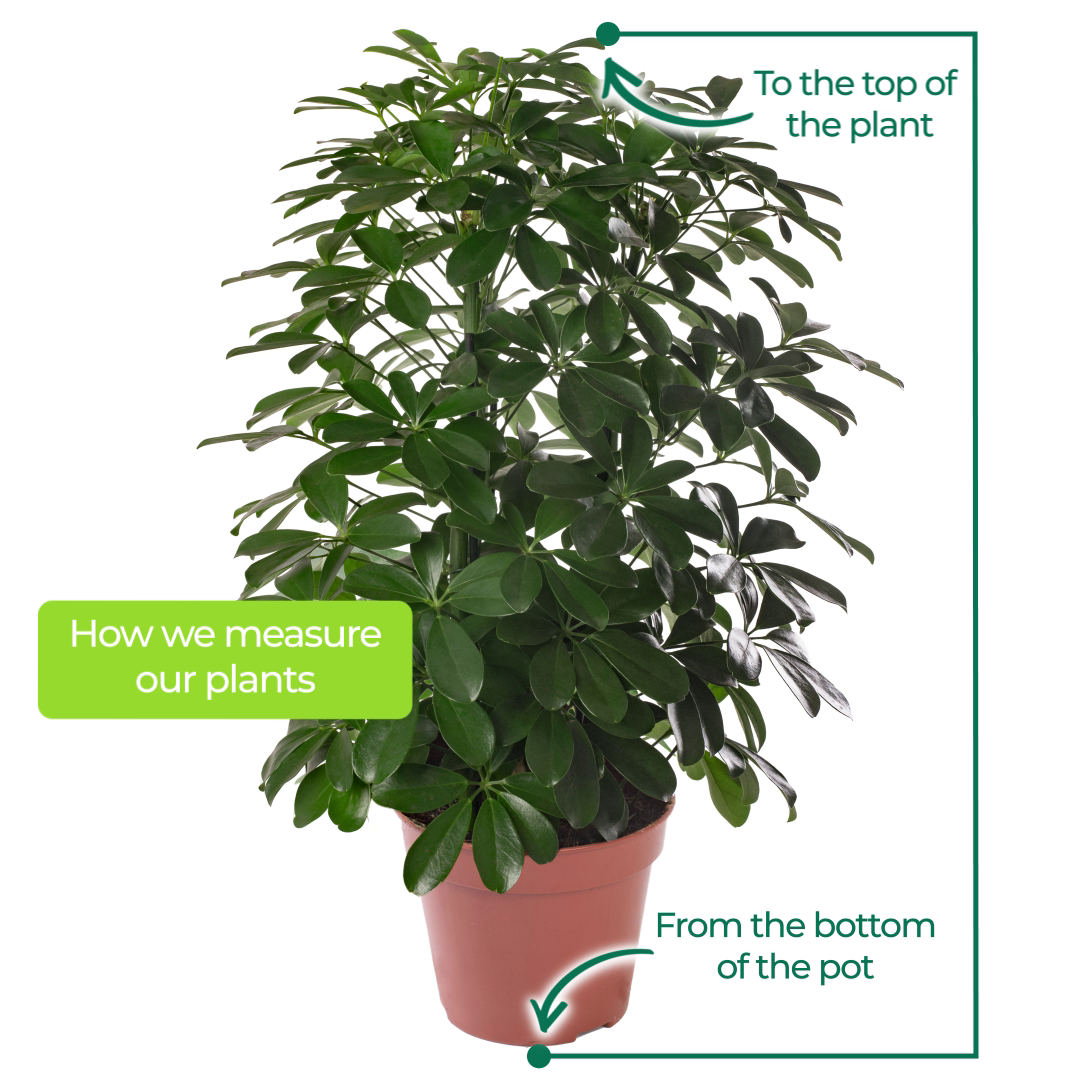 To the top of
the plant
How we measure
our plants
From the bottom
of the pot